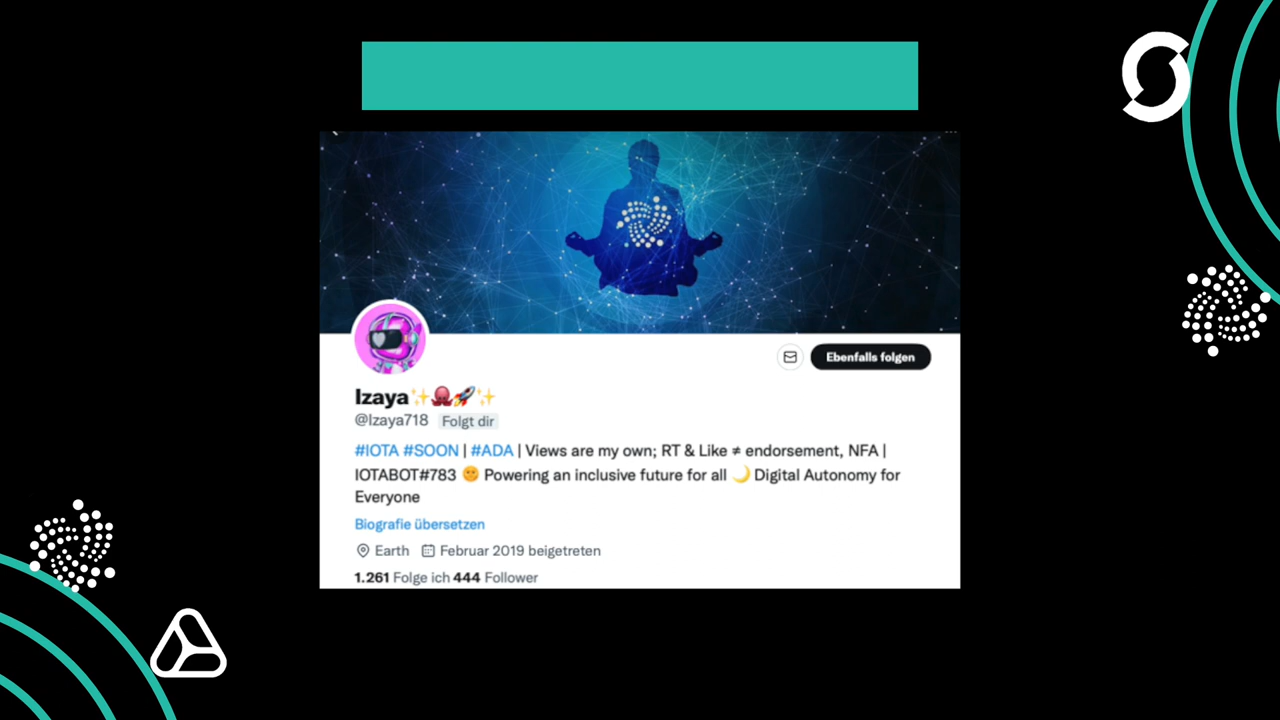 Ebenfalls folgen
Izaya✨🐙🚀✨
@Izaya718 Folgt dir
#IOTA #SOON | #ADA | Views are my own; RT & Like ≠ endorsement, NFA |
IOTABOT#783 🌞 Powering an inclusive future for all 🌙 Digital Autonomy for
Everyone
Biografie übersetzen
Earth Februar 2019 beigetreten
1.261 Folge ich 444 Follower